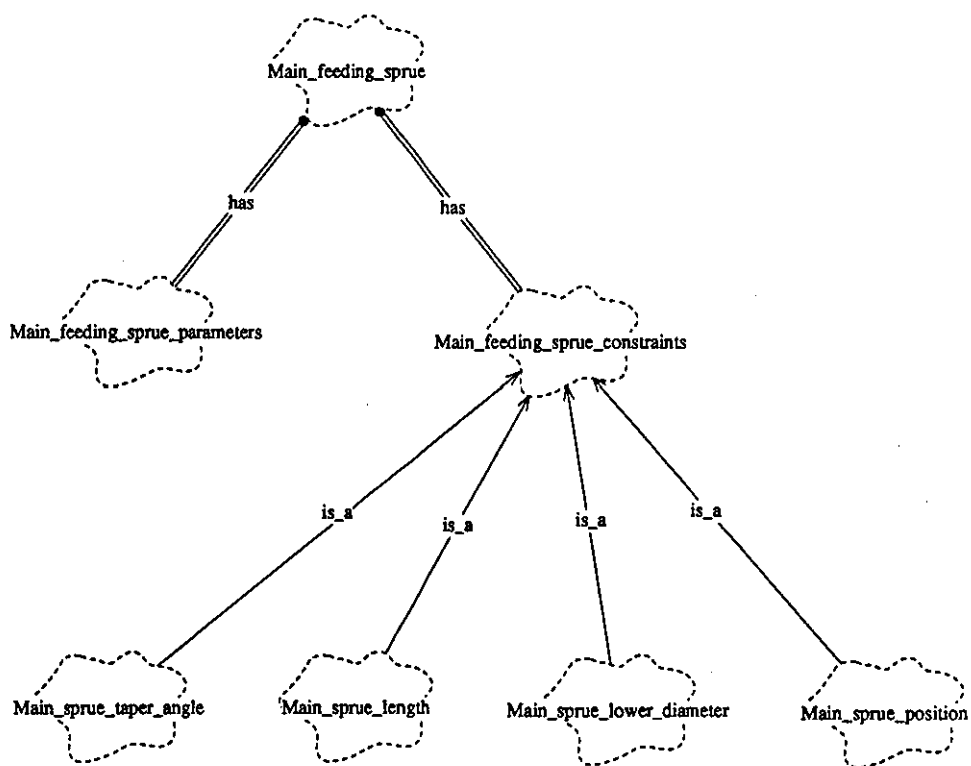 Main_feeding_sprue
has
has
Main_feeding_sprue_parameters
Main_feeding_sprue_constraints
is_a
is_a
is_a
is_a
Main_sprue_taper_angle
Main_sprue_length
Main_sprue_lower_diameter
Main_sprue_position